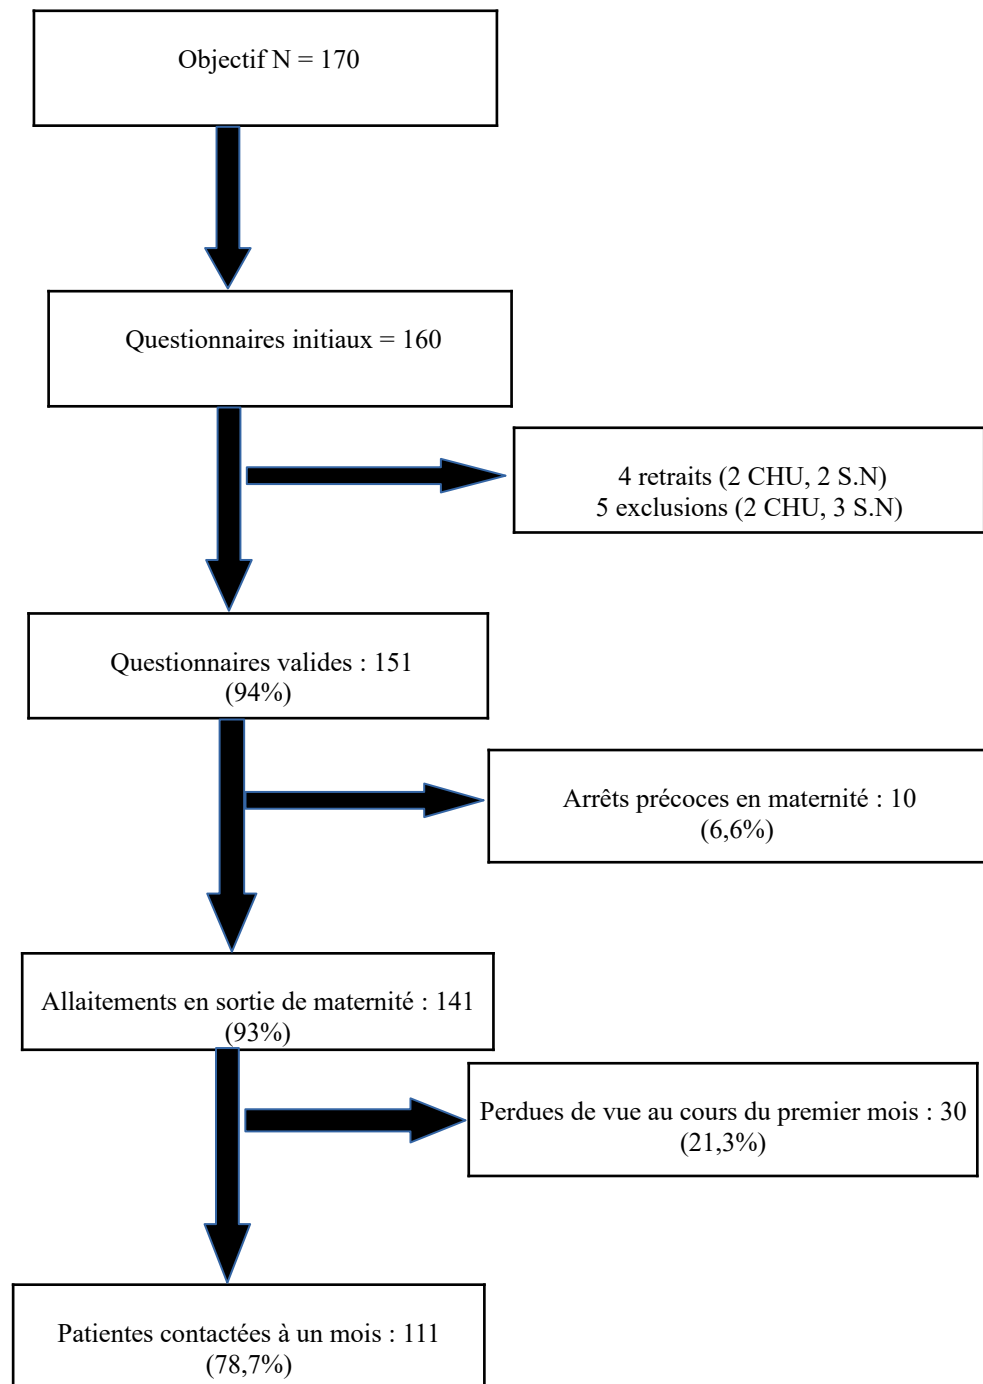 Objectif N = 170
Questionnaires initiaux = 160
4 retraits (2 CHU, 2 S.N)
5 exclusions (2 CHU, 3 S.N)
Questionnaires valides : 151
(94%)
Arrêts précoces en maternité : 10
(6,6%)
Allaitements en sortie de maternité : 141
(93%)
Perdues de vue au cours du premier mois : 30
(21,3%)
Patientes contactées à un mois : 111
(78,7%)